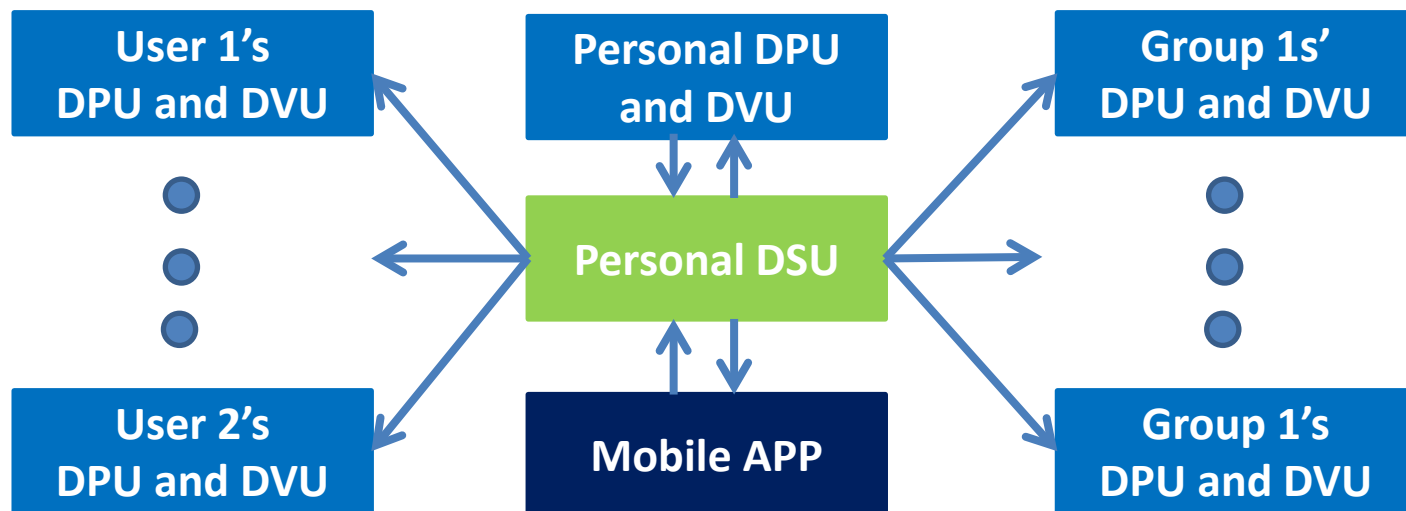 User 1’s
DPU and DVU
Personal DPU
and DVU
Group 1s’
DPU and DVU
Personal DSU
User 2’s
DPU and DVU
Mobile APP
Group 1’s
DPU and DVU